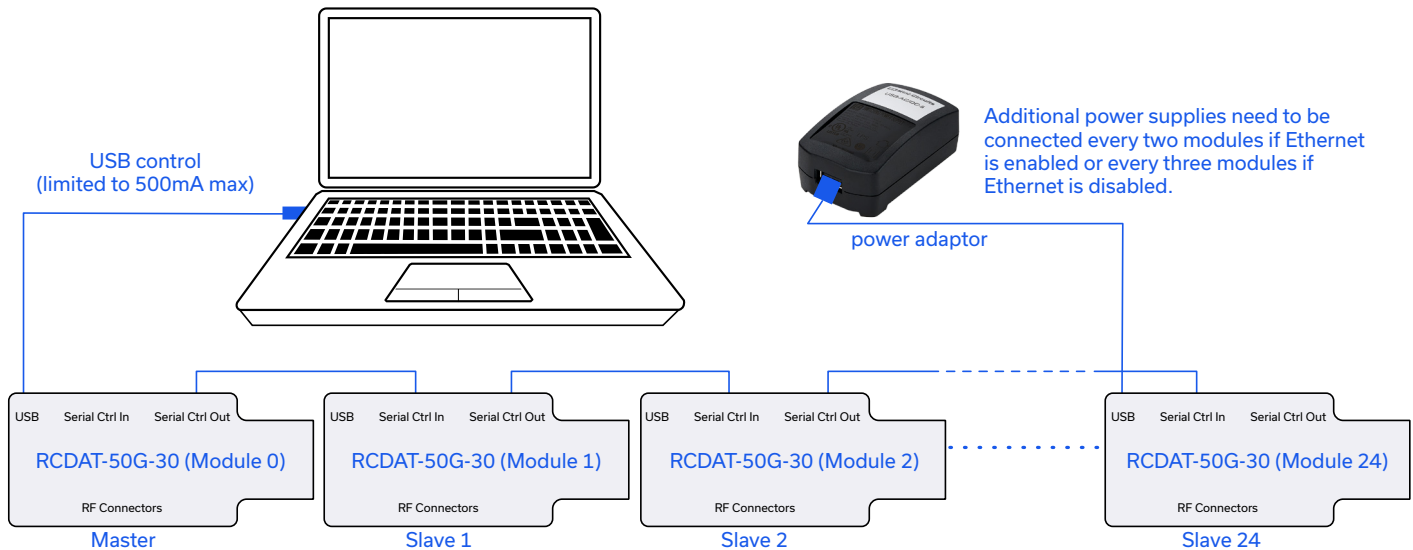 USB control
(limited to 500mA max)
Additional power supplies need to be
connected every two modules if Ethernet
is enabled or every three modules if
Ethernet is disabled.
power adaptor
USB Serial Ctrl In Serial Ctrl Out
RCDAT-50G-30 (Module 0)
RF Connectors
Master
USB Serial Ctrl In Serial Ctrl Out
RCDAT-50G-30 (Module 1)
RF Connectors
Slave 1
USB Serial Ctrl In Serial Ctrl Out
RCDAT-50G-30 (Module 2)
RF Connectors
Slave 2
USB Serial Ctrl In Serial Ctrl Out
RCDAT-50G-30 (Module 24)
RF Connectors
Slave 24